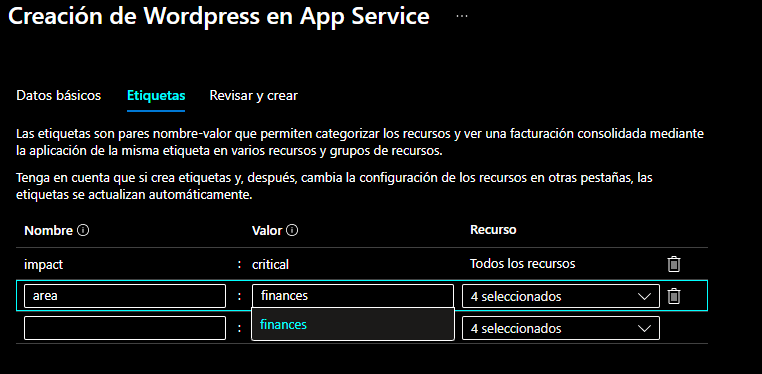 Creación de Wordpress en App Service ...
Datos básicos Etiquetas Revisar y crear
Las etiquetas son pares nombre-valor que permiten categorizar los recursos y ver una facturación consolidada mediante
la aplicación de la misma etiqueta en varios recursos y grupos de recursos.
Tenga en cuenta que si crea etiquetas y, después, cambia la configuración de los recursos en otras pestañas, las
etiquetas se actualizan automáticamente.
Nombre Valor Recurso
impact : critical Todos los recursos
area : finances 4 seleccionados
finances
: 4 seleccionados